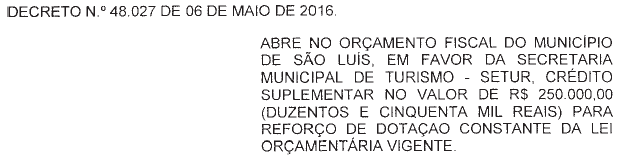 DECRETO N.º 48.027 DE 06 DE MAIO DE 2016.
ABRE NO ORÇAMENTO FISCAL DO MUNICÍPIO
DE SÃO LUÍS, EM FAVOR DA SECRETARIA
MUNICIPAL DE TURISMO - SETUR, CRÉDITO
SUPLEMENTAR NO VALOR DE R$ 250.000,00
(DUZENTOS E CINQUENTA MIL REAIS) PARA
REFORÇO DE DOTAÇAO CONSTANTE DA LEI
ORÇAMENTÁRIA VIGENTE.